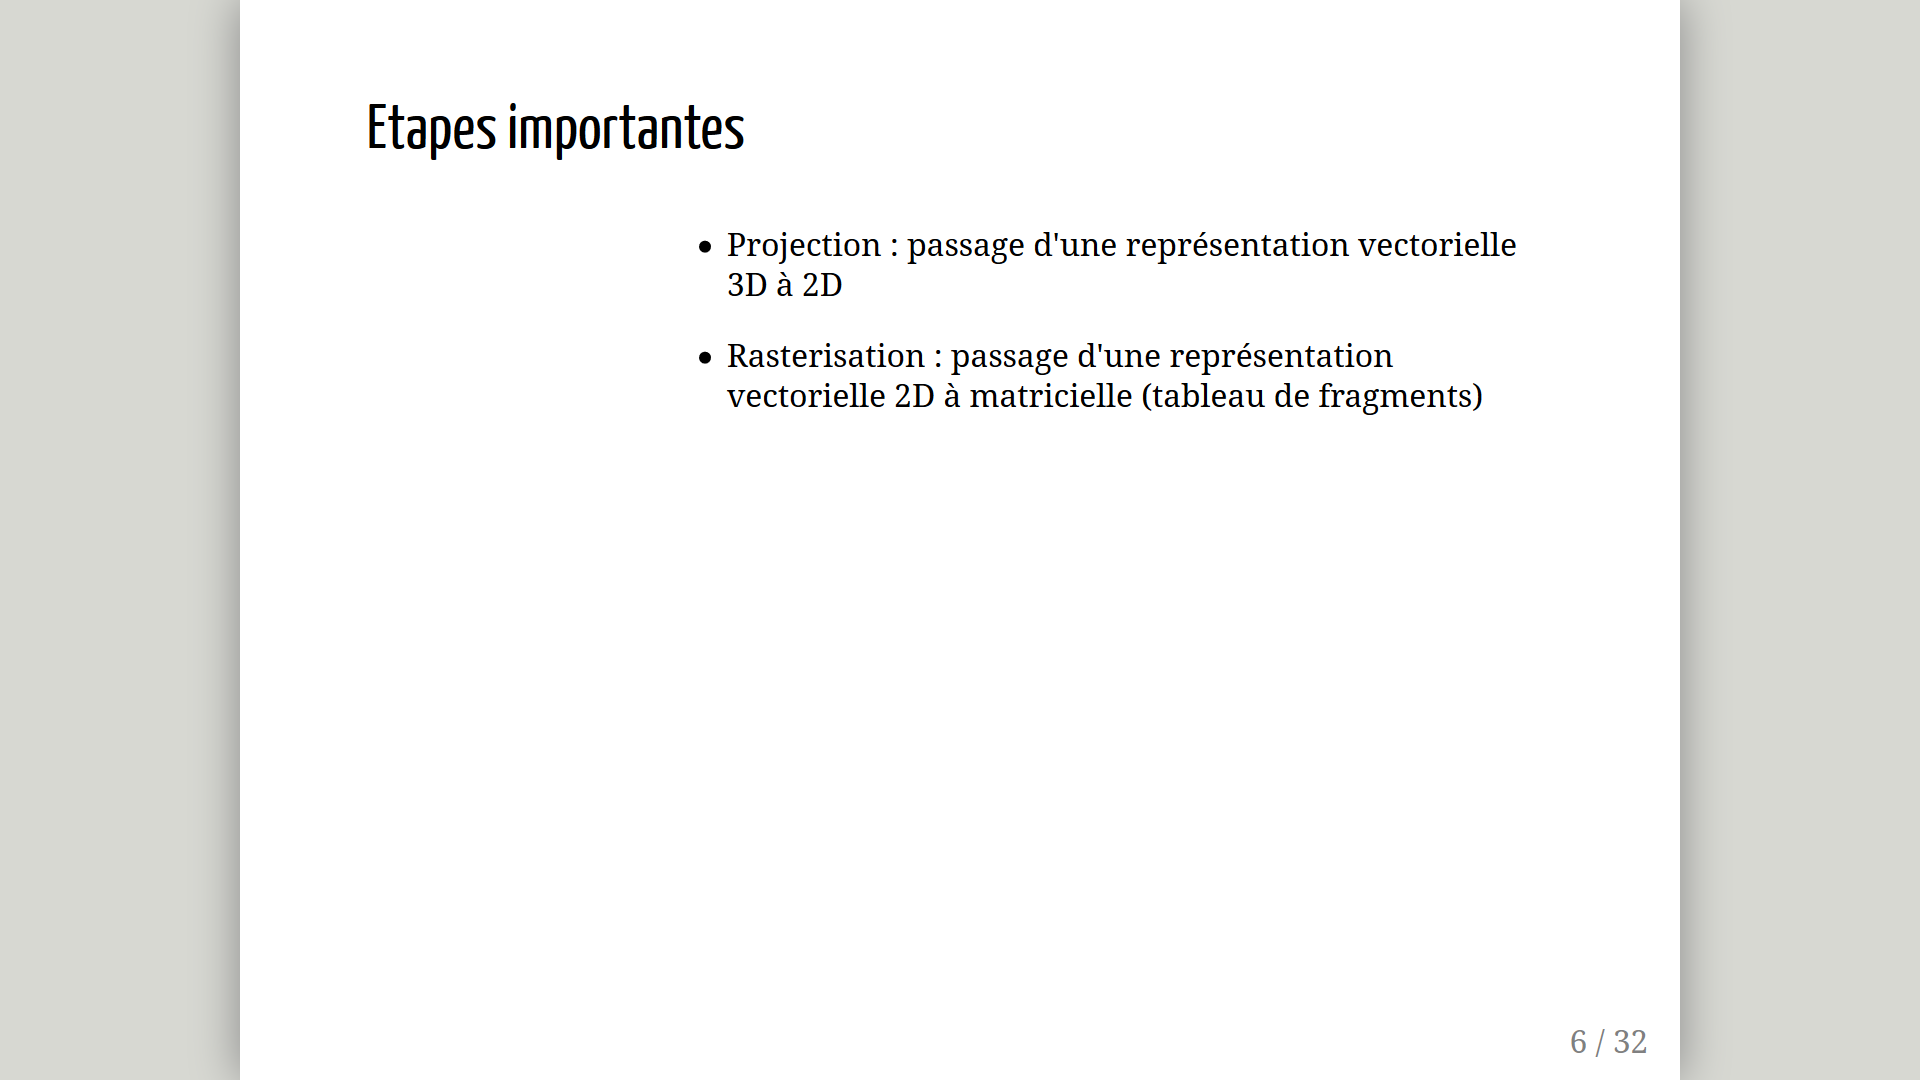 Etapes importantes
• Projection : passage d'une représentation vectorielle
3D à 2D
• Rasterisation : passage d'une représentation
vectorielle 2D à matricielle (tableau de fragments)
6 / 32